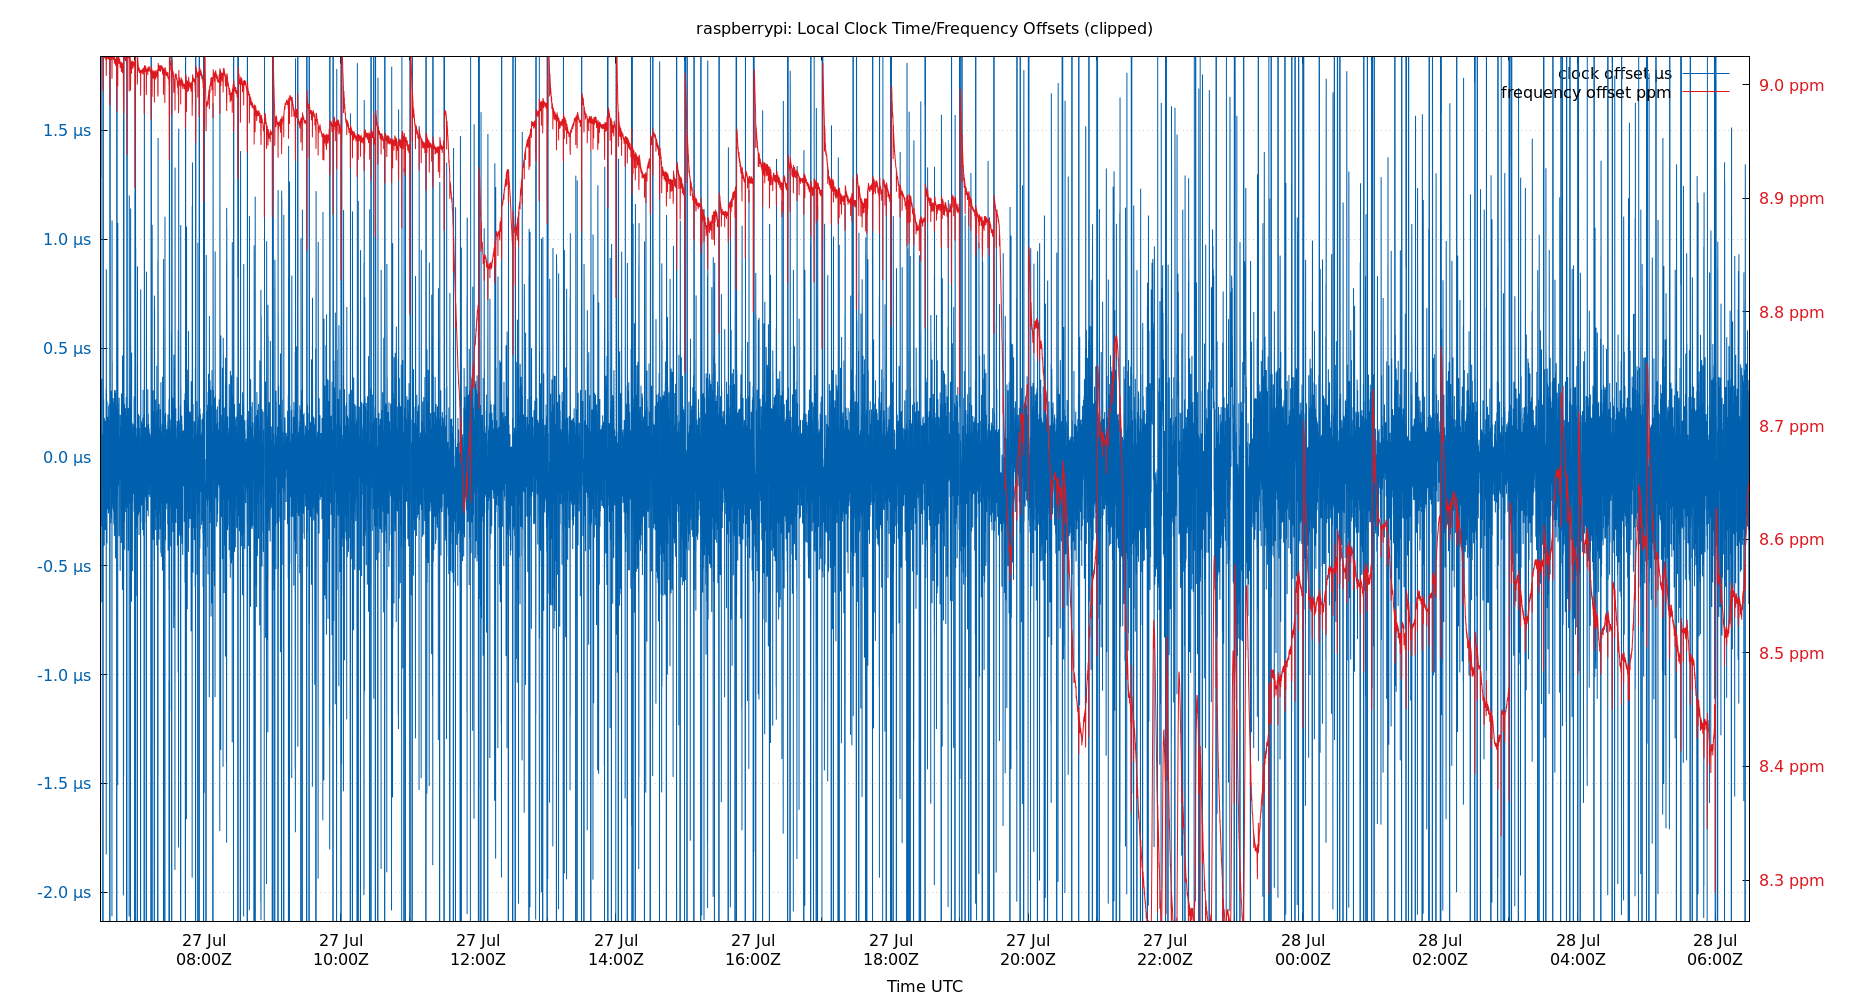 raspberrypi: Local Clock Time/Frequency Offsets (clipped)
clock offset µs
frequency offset ppm
1.5 µs
1.0 µs
0.5 µs
0.0 µs
-0.5 µs
-1.0 µs
-1.5 µs
-2.0 µs
9.0 ppm
8.9 ppm
8.8 ppm
8.7 ppm
8.6 ppm
8.5 ppm
8.4 ppm
8.3 ppm
27 Jul 27 Jul 27 Jul 27 Jul 27 Jul 27 Jul 27 Jul 27 Jul 28 Jul 28 Jul 28 Jul 28 Jul
08:00Z 10:00Z 12:00Z 14:00Z 16:00Z 18:00Z 20:00Z 22:00Z 00:00Z 02:00Z 04:00Z 06:00Z
Time UTC